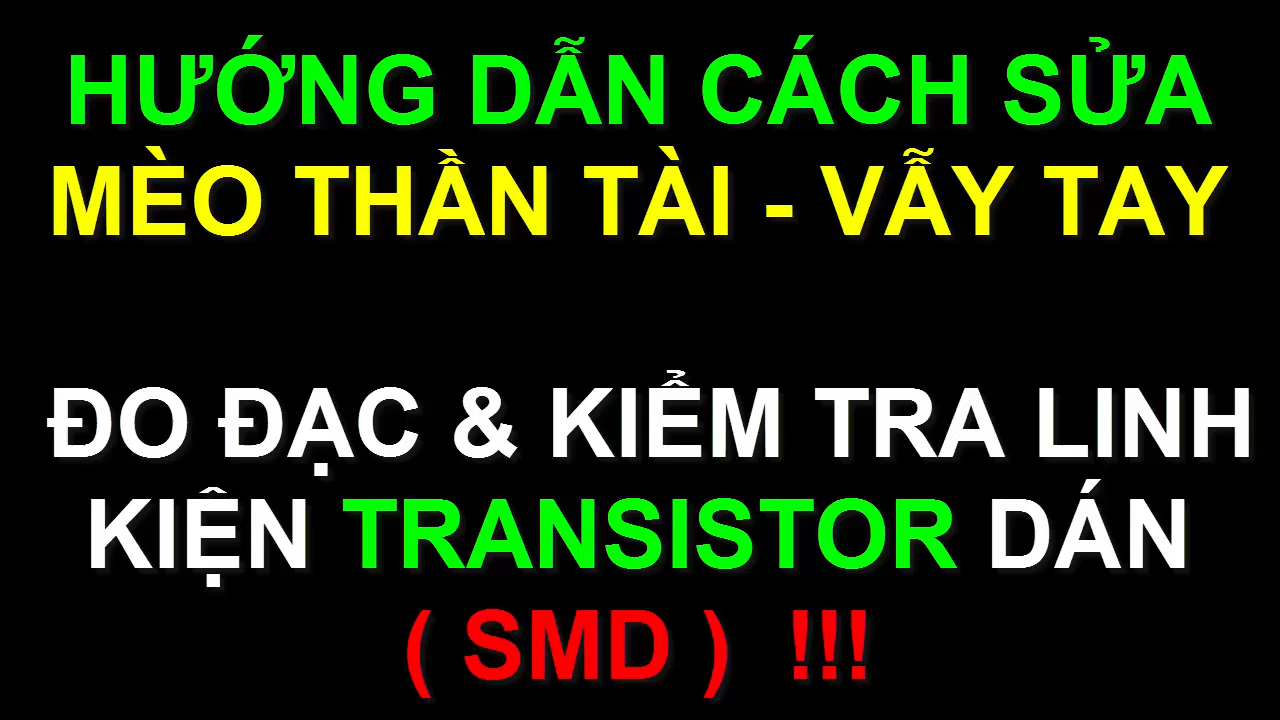 HƯỚNG DẪN CÁCH SỬA
MÈO THẦN TÀI - VẪY TAY
ĐO ĐẠC & KIỂM TRA LINH
KIỆN TRANSISTOR DÁN
( SMD ) !!!